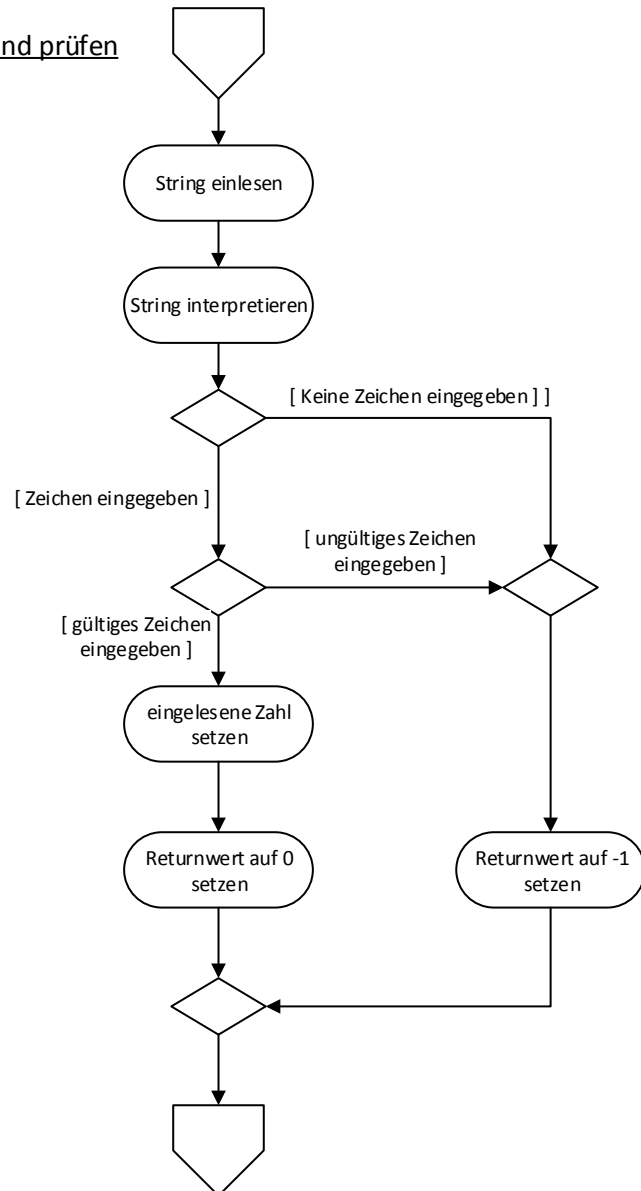 nd prüfen
String einlesen
String interpretieren
[ Keine Zeichen eingegeben ] ]
[ Zeichen eingegeben ]
[ ungültiges Zeichen
eingegeben ]
[ gültiges Zeichen
eingegeben ]
eingelesene Zahl
setzen
Returnwert auf 0
setzen
Returnwert auf -1
setzen